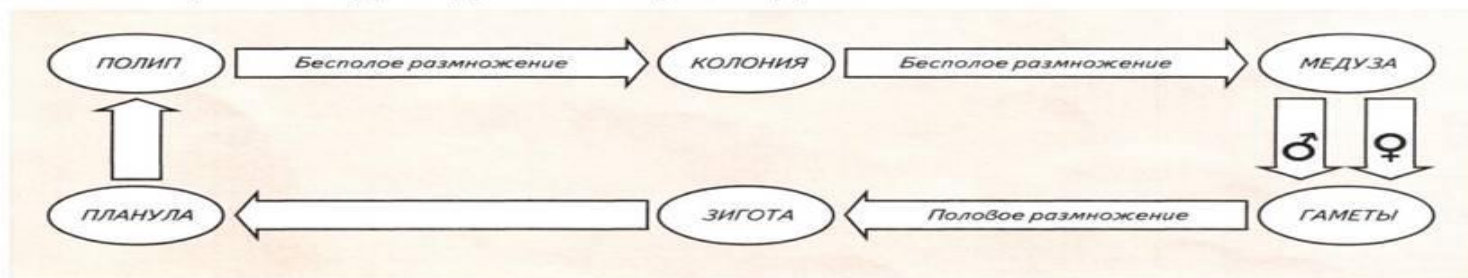 ПОЛИП
Бесполое размножение
КОЛОНИЯ
Бесполое размножение
МЕДУЗА
♂
♀
ПЛАНУЛА
ЗИГОТА
Половое размножение
ГАМЕТЫ